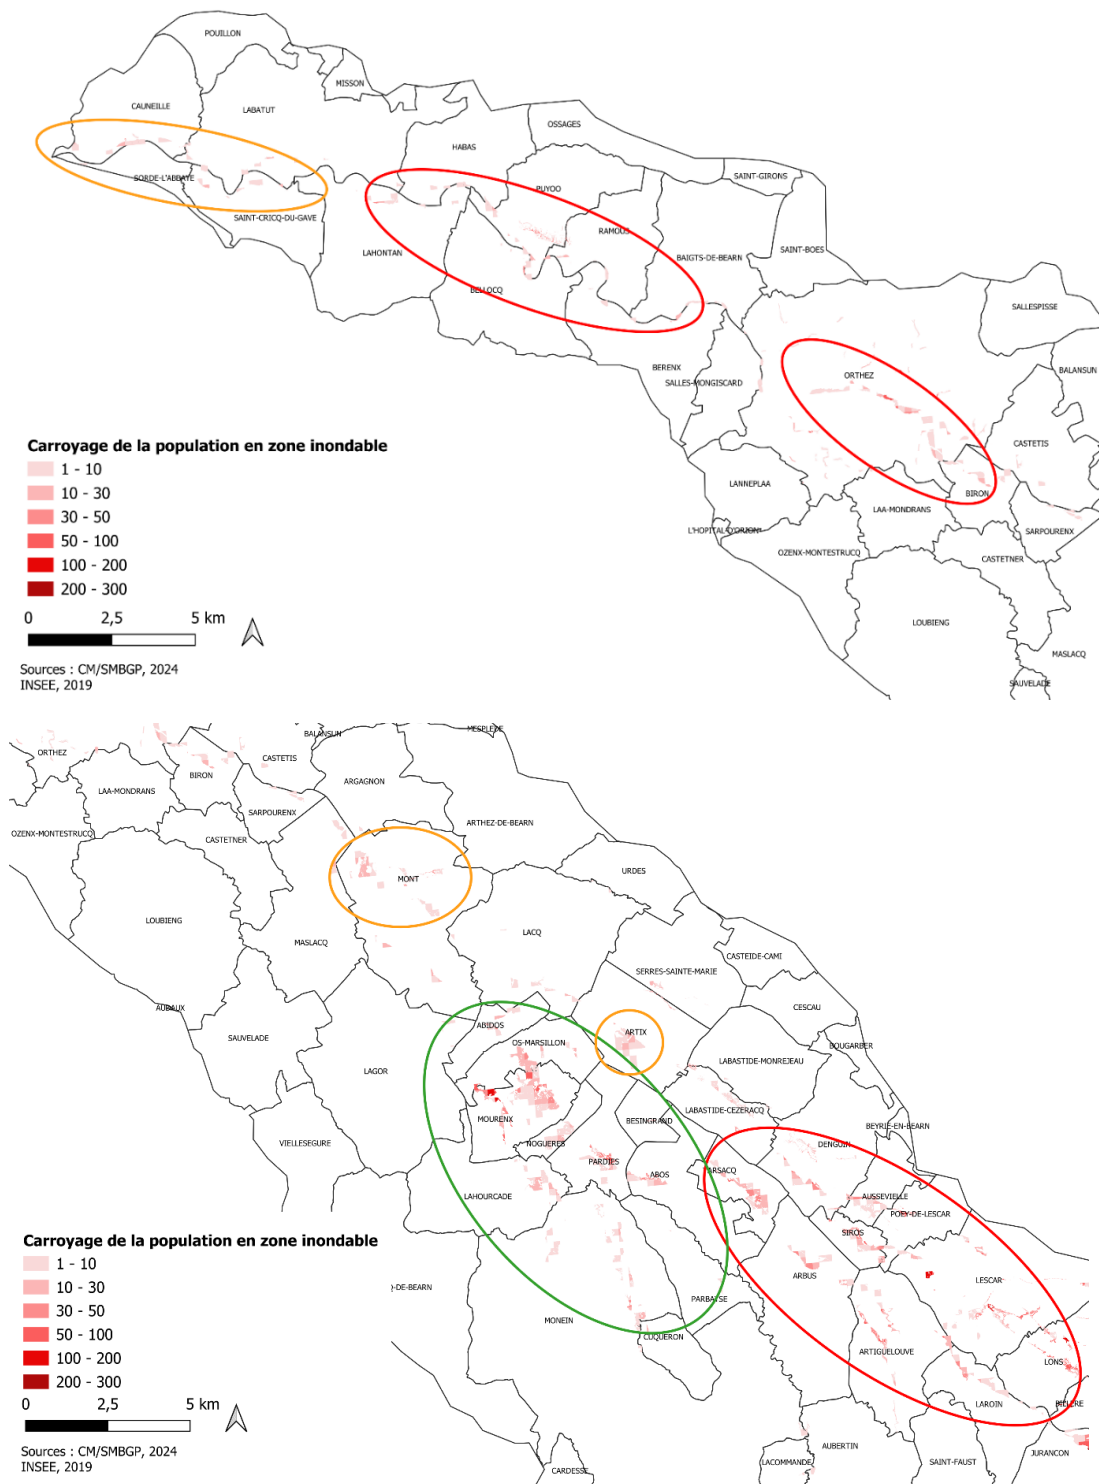 POUILLON
MISSON
CAUNEILLE
LABATUT
OSSAGES
HABAS
SORDE-L'ABBAYE
SAINT-GIRONS
PUYOO
SAINT-CRICQ-DU-GAVE
RAMOUS
LAHONTAN
SAINT-BOES
BAIGTS-DE-BEARN
BELLOCQ
SALLESPISSE
BERENX
BALANSUN
ORTHEZ
SALLES-MONGISCARD
CASTETIS
Carroyage de la population en zone inondable
1 - 10
10 - 30
30 - 50
50 - 100
100 - 200
200 - 300
LANNEPLAA
BIRON
LAA-MONDRANS
L'HOPITAL-D'ORION
SARPOURENX
OZENX-MONTESTRUCQ
CASTETNER
0 2,5 5 km
LOUBIENG
MASLACQ
Sources : CM/SMBGP, 2024
INSEE, 2019
SAUVELADE
MESPLEDE
BALANSUN
ORTHEZ
CASTETIS
BIRON
ARGAGNON
LAA-MONDRANS
SARPOURENX
ARTHEZ-DE-BEARN
OZENX-MONTESTRUCQ
CASTETNER
URDES
MONT
LOUBIENG
LACQ
MASLACQ
CASTEIDE-CAMI
SERRES-SAINTE-MARIE
CESCAU
AUBAUX
ABIDOS
ARTIX
SAUVELADE
OS-MARSILLON
BOUGARBER
LABASTIDE-MONREJEAU
LAGOR
LABASTIDE-CEZERACQ
MOURENX
BESINGRAND
BEYRIE-EN-BEARN
VIELLESEGURE
NOGUERES
DENGUIN
PARDIES
ABOS
ARSACQ
LAHOURCADE
AUSSEVIELLE
POEY-DE-LESCAR
SIROS
Carroyage de la population en zone inondable
1 - 10
10 - 30
30 - 50
50 - 100
100 - 200
200 - 300
ARBUS
LESCAR
-DE-BEARN
PARBAYSE
MONEIN
CUQUERON
ARTIGUELOUVE
LONS
0 2,5 5 km
LAROIN
BILLERE
Sources : CM/SMBGP, 2024
INSEE, 2019
AUBERTIN
SAINT-FAUST
JURANCON
LACOMMANDE
CARDESSE